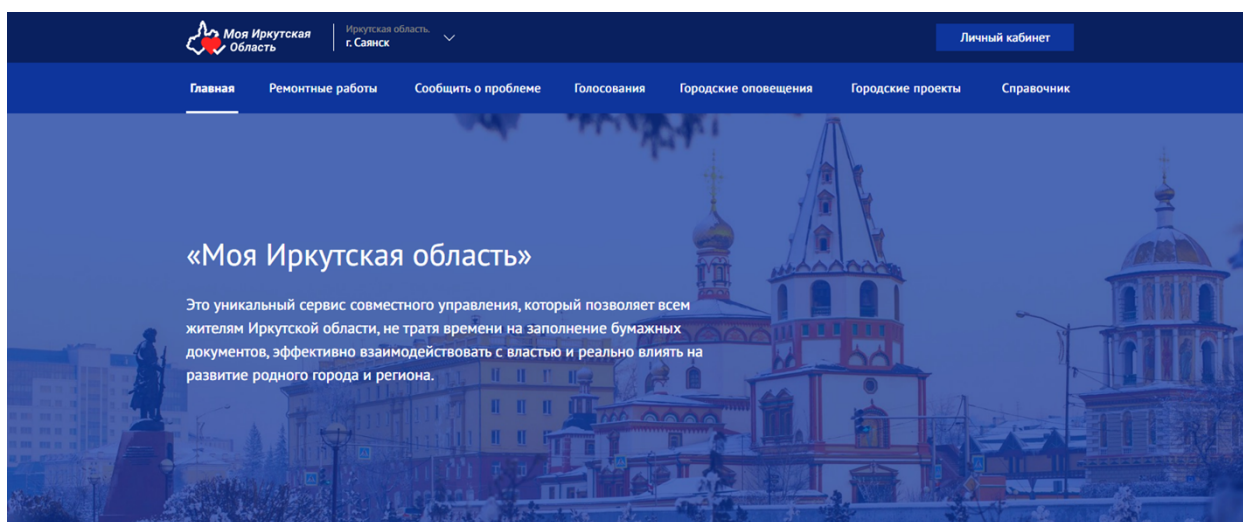 Моя Иркутская
Область
Иркутская область.
г. Саянск
Личный кабинет
Главная
Ремонтные работы
Сообщить о проблеме
Голосования
Городские оповещения
Городские проекты
Справочник
«Моя Иркутская область»
Это уникальный сервис совместного управления, который позволяет всем
жителям Иркутской области, не тратя времени на заполнение бумажных
документов, эффективно взаимодействовать с властью и реально влиять на
развитие родного города и региона.